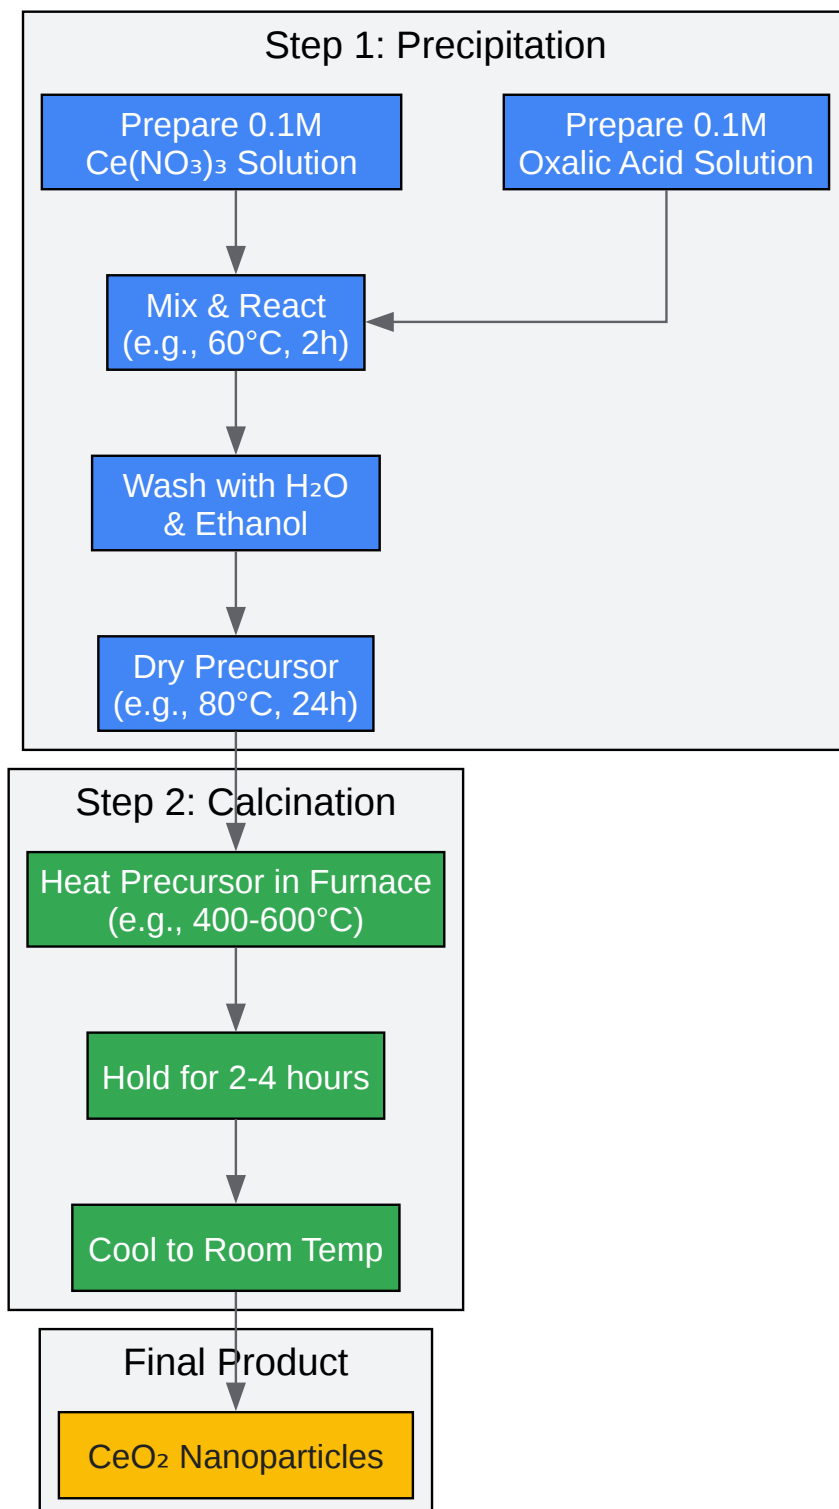 Step 1: Precipitation
Prepare 0.1M
Ce(NO₃)₃ Solution
Prepare 0.1M
Oxalic Acid Solution
Mix & React
(e.g., 60°C, 2h)
Wash with H₂O
& Ethanol
Dry Precursor
(e.g., 80°C, 24h)
Step 2: Calcination
Heat Precursor in Furnace
(e.g., 400-600°C)
Hold for 2-4 hours
Cool to Room Temp
Final Product
CeO₂ Nanoparticles